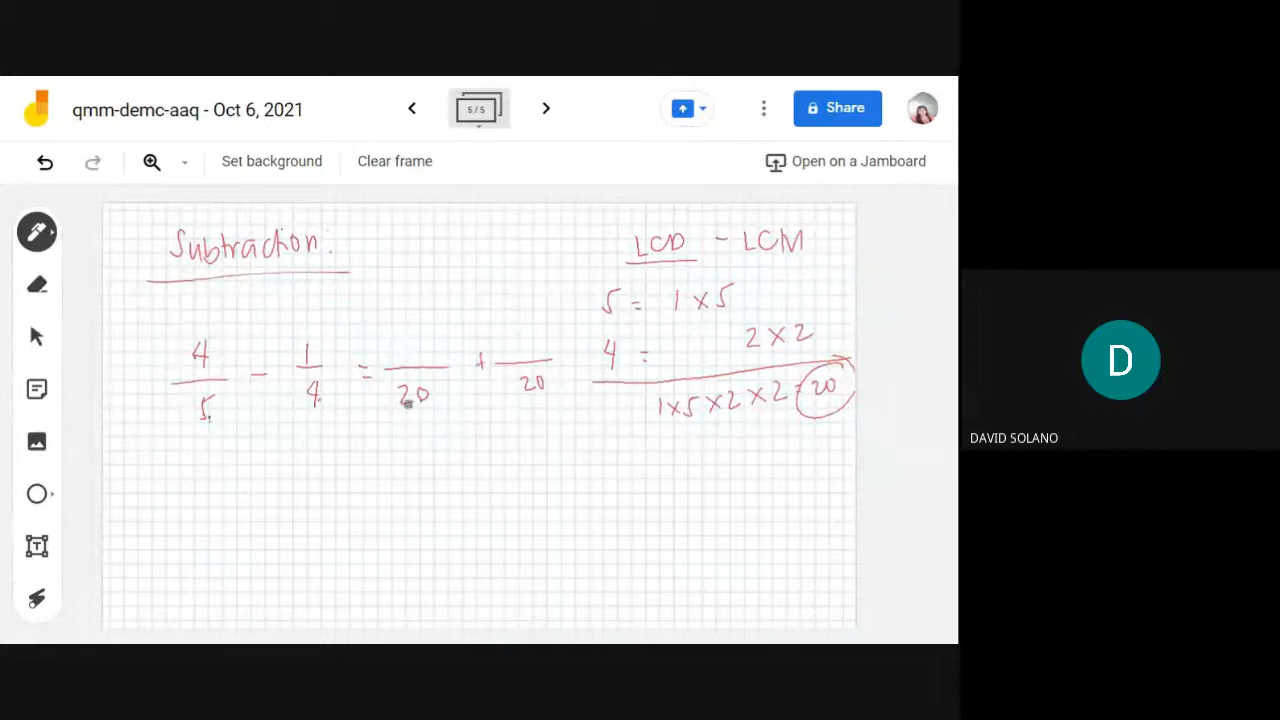 qmm-demc-aaq - Oct 6, 2021
5 / 5
Share
Set background
Clear frame
Open on a Jamboard
Subtraction:
LCD - LCM
5 = 1 x 5
4 = 2 x 2
1 x 5 x 2 x 2 = 20
4/5 - 1/4 = /20 + /20
D
DAVID SOLANO